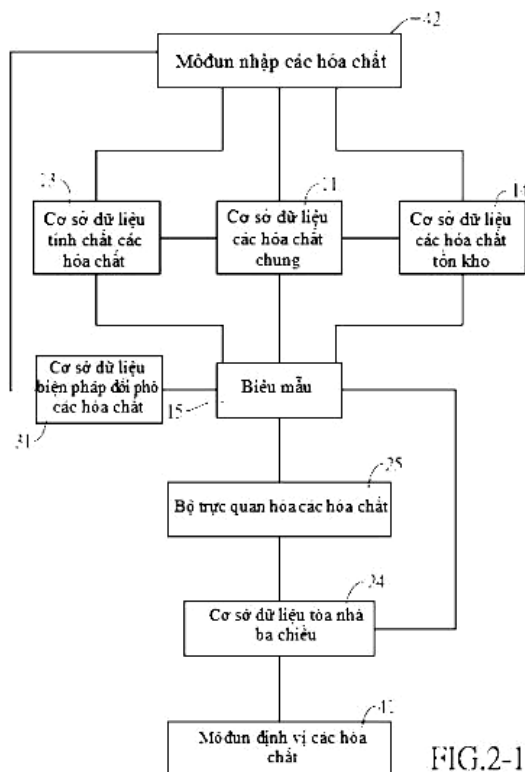 42
Môđun nhập các hóa chất
23
Cơ sở dữ liệu
tính chất các
hóa chất
21
Cơ sở dữ liệu
các hóa chất
chung
14
Cơ sở dữ liệu
các hóa chất
tồn kho
Cơ sở dữ liệu
biện pháp đối phó
các hóa chất
31
15
Biểu mẫu
25
Bộ trực quan hóa các hóa chất
24
Cơ sở dữ liệu tòa nhà
ba chiều
Môđun định vị các hóa
chất
FIG.2-1